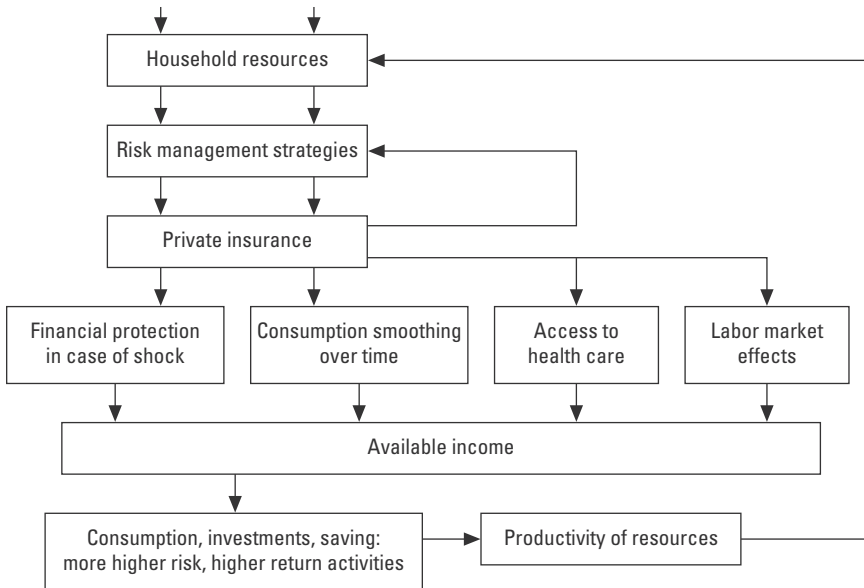 Household resources
Risk management strategies
Private insurance
Financial protection
in case of shock
Consumption smoothing
over time
Access to
health care
Labor market
effects
Available income
Consumption, investments, saving:
more higher risk, higher return activities
Productivity of resources